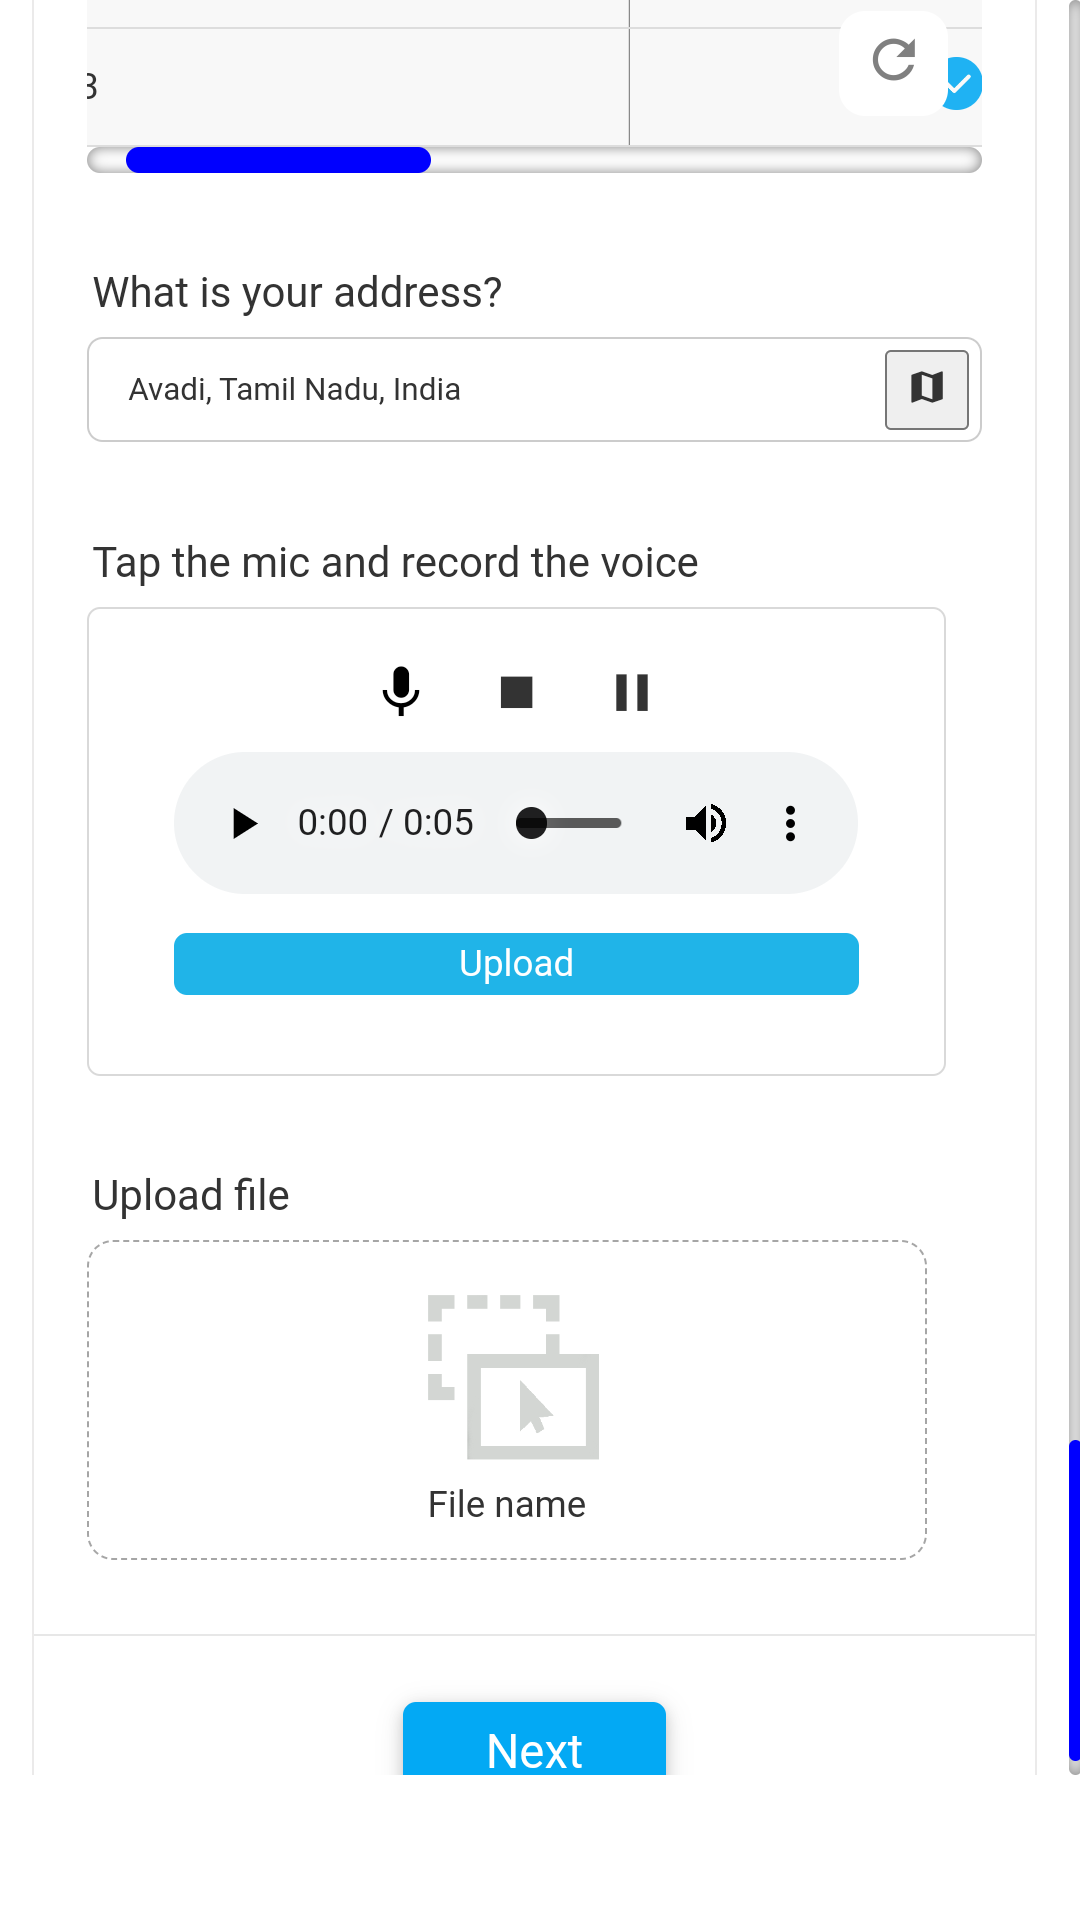 What is your address?
Avadi, Tamil Nadu, India
Tap the mic and record the voice
0:00 / 0:05
Upload
Upload file
File name
Next